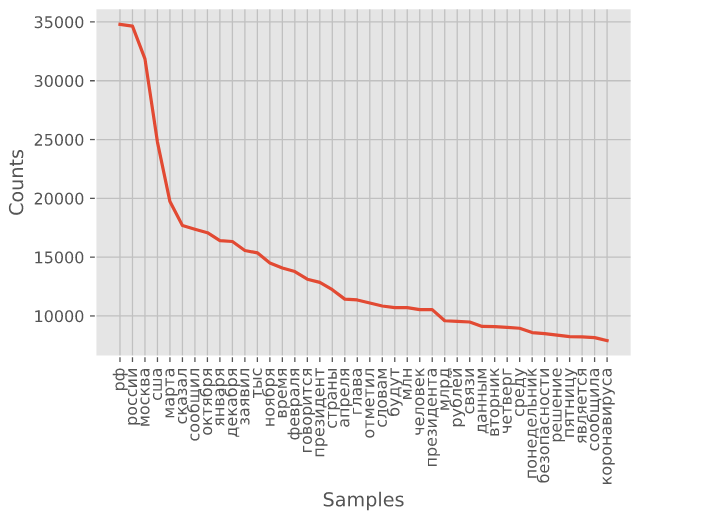 35000
30000
25000
20000
15000
10000
Counts
рф
россии
москва
сша
марта
сказал
сообщил
октября
января
декабря
заявил
тыс
ноября
время
февраля
говорится
президент
страны
апреля
глава
отметил
словам
будут
млн
человек
президента
млрд
рублей
связи
данным
вторник
четверг
среду
понедельник
безопасности
решение
пятницу
является
сообщила
коронавируса
Samples